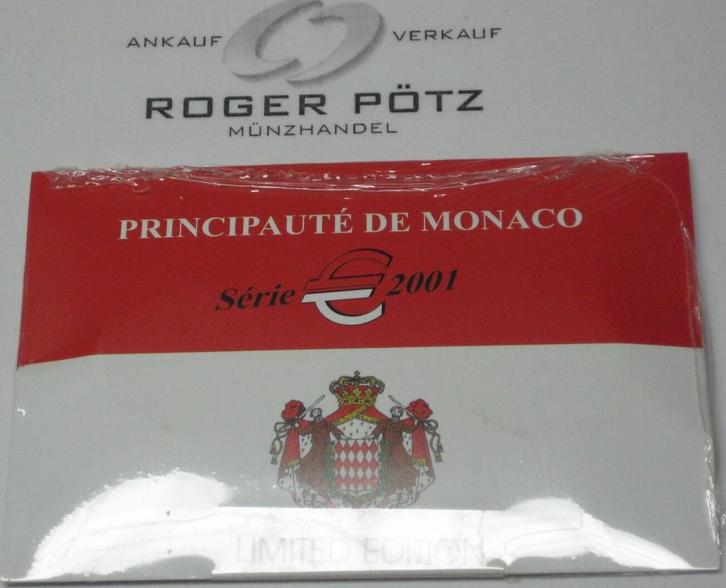 ANKAUF VERKAUF
ROGER PÖTZ
MÜNZHANDEL
PRINCIPAUTÉ DE MONACO
Série € 2001
LIMITED EDITION